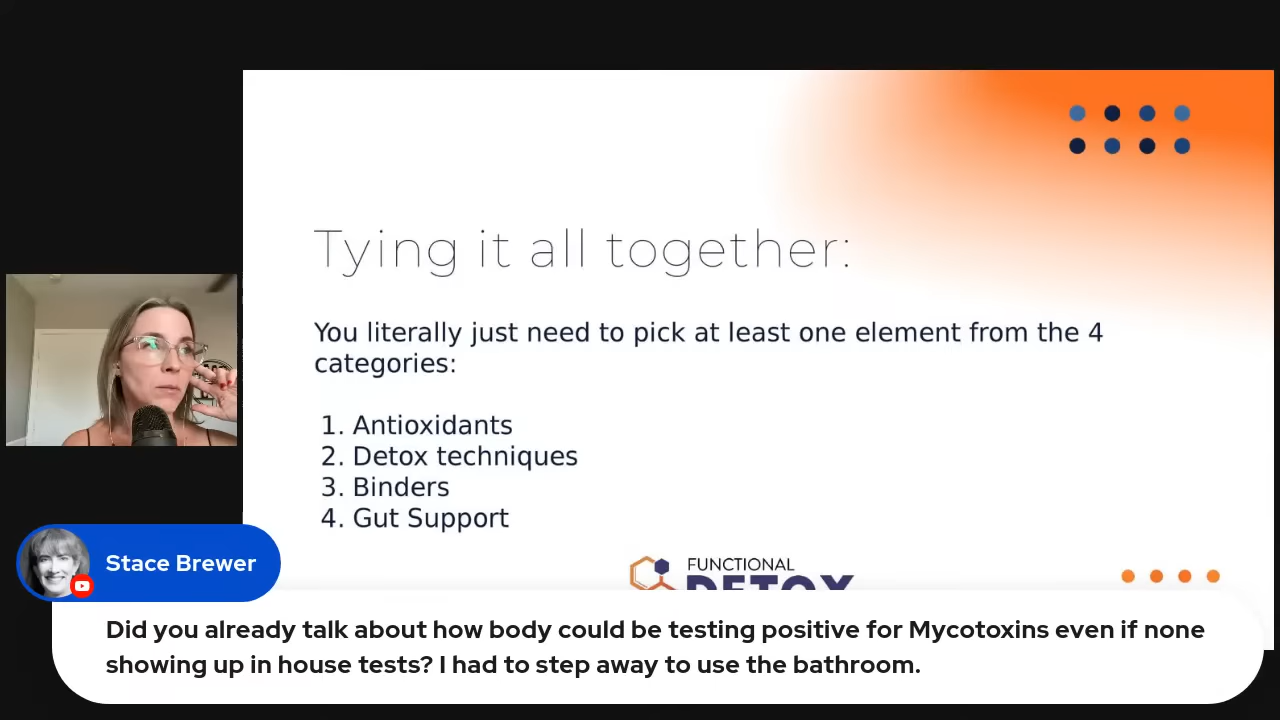 Tying it all together:
You literally just need to pick at least one element from the 4
categories:
1. Antioxidants
2. Detox techniques
3. Binders
4. Gut Support
FUNCTIONAL
DETOX
Stace Brewer
Did you already talk about how body could be testing positive for Mycotoxins even if none
showing up in house tests? I had to step away to use the bathroom.